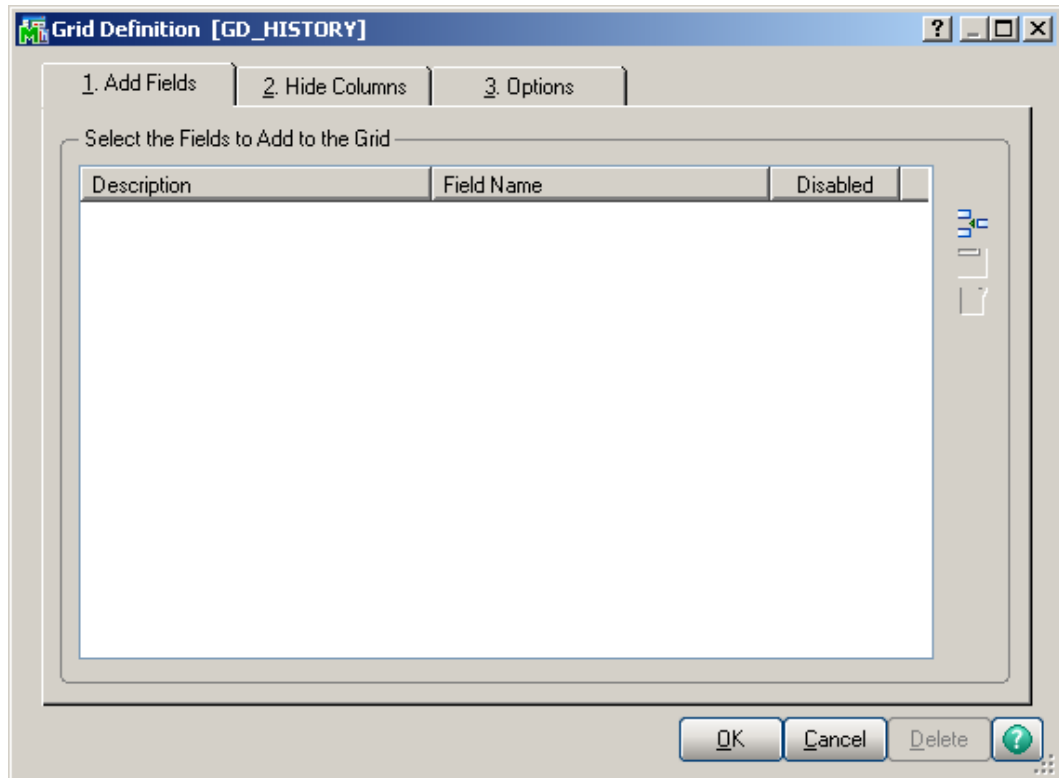 Grid Definition [GD_HISTORY]
1. Add Fields 2. Hide Columns 3. Options
Select the Fields to Add to the Grid
Description Field Name Disabled
OK Cancel Delete